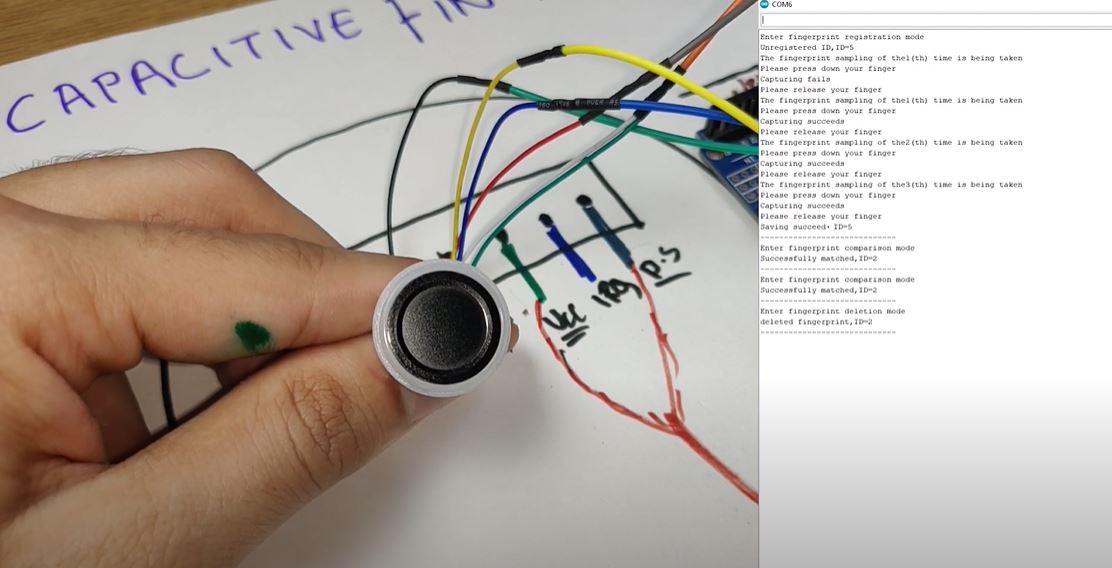 CAPACITIVE FIN
Vcc
IRQ
P.S
COM6
Enter fingerprint registration mode
Unregistered ID,ID=5
The fingerprint sampling of the1(th) time is being taken
Please press down your finger
Capturing fails
Please release your finger
The fingerprint sampling of the1(th) time is being taken
Please press down your finger
Capturing succeeds
Please release your finger
The fingerprint sampling of the2(th) time is being taken
Please press down your finger
Capturing succeeds
Please release your finger
The fingerprint sampling of the3(th) time is being taken
Please press down your finger
Capturing succeeds
Please release your finger
Saving succeed, ID=5
-----------------------------
Enter fingerprint comparison mode
Successfully matched,ID=2
-----------------------------
Enter fingerprint comparison mode
Successfully matched,ID=2
-----------------------------
Enter fingerprint deletion mode
deleted fingerprint,ID=2
-----------------------------